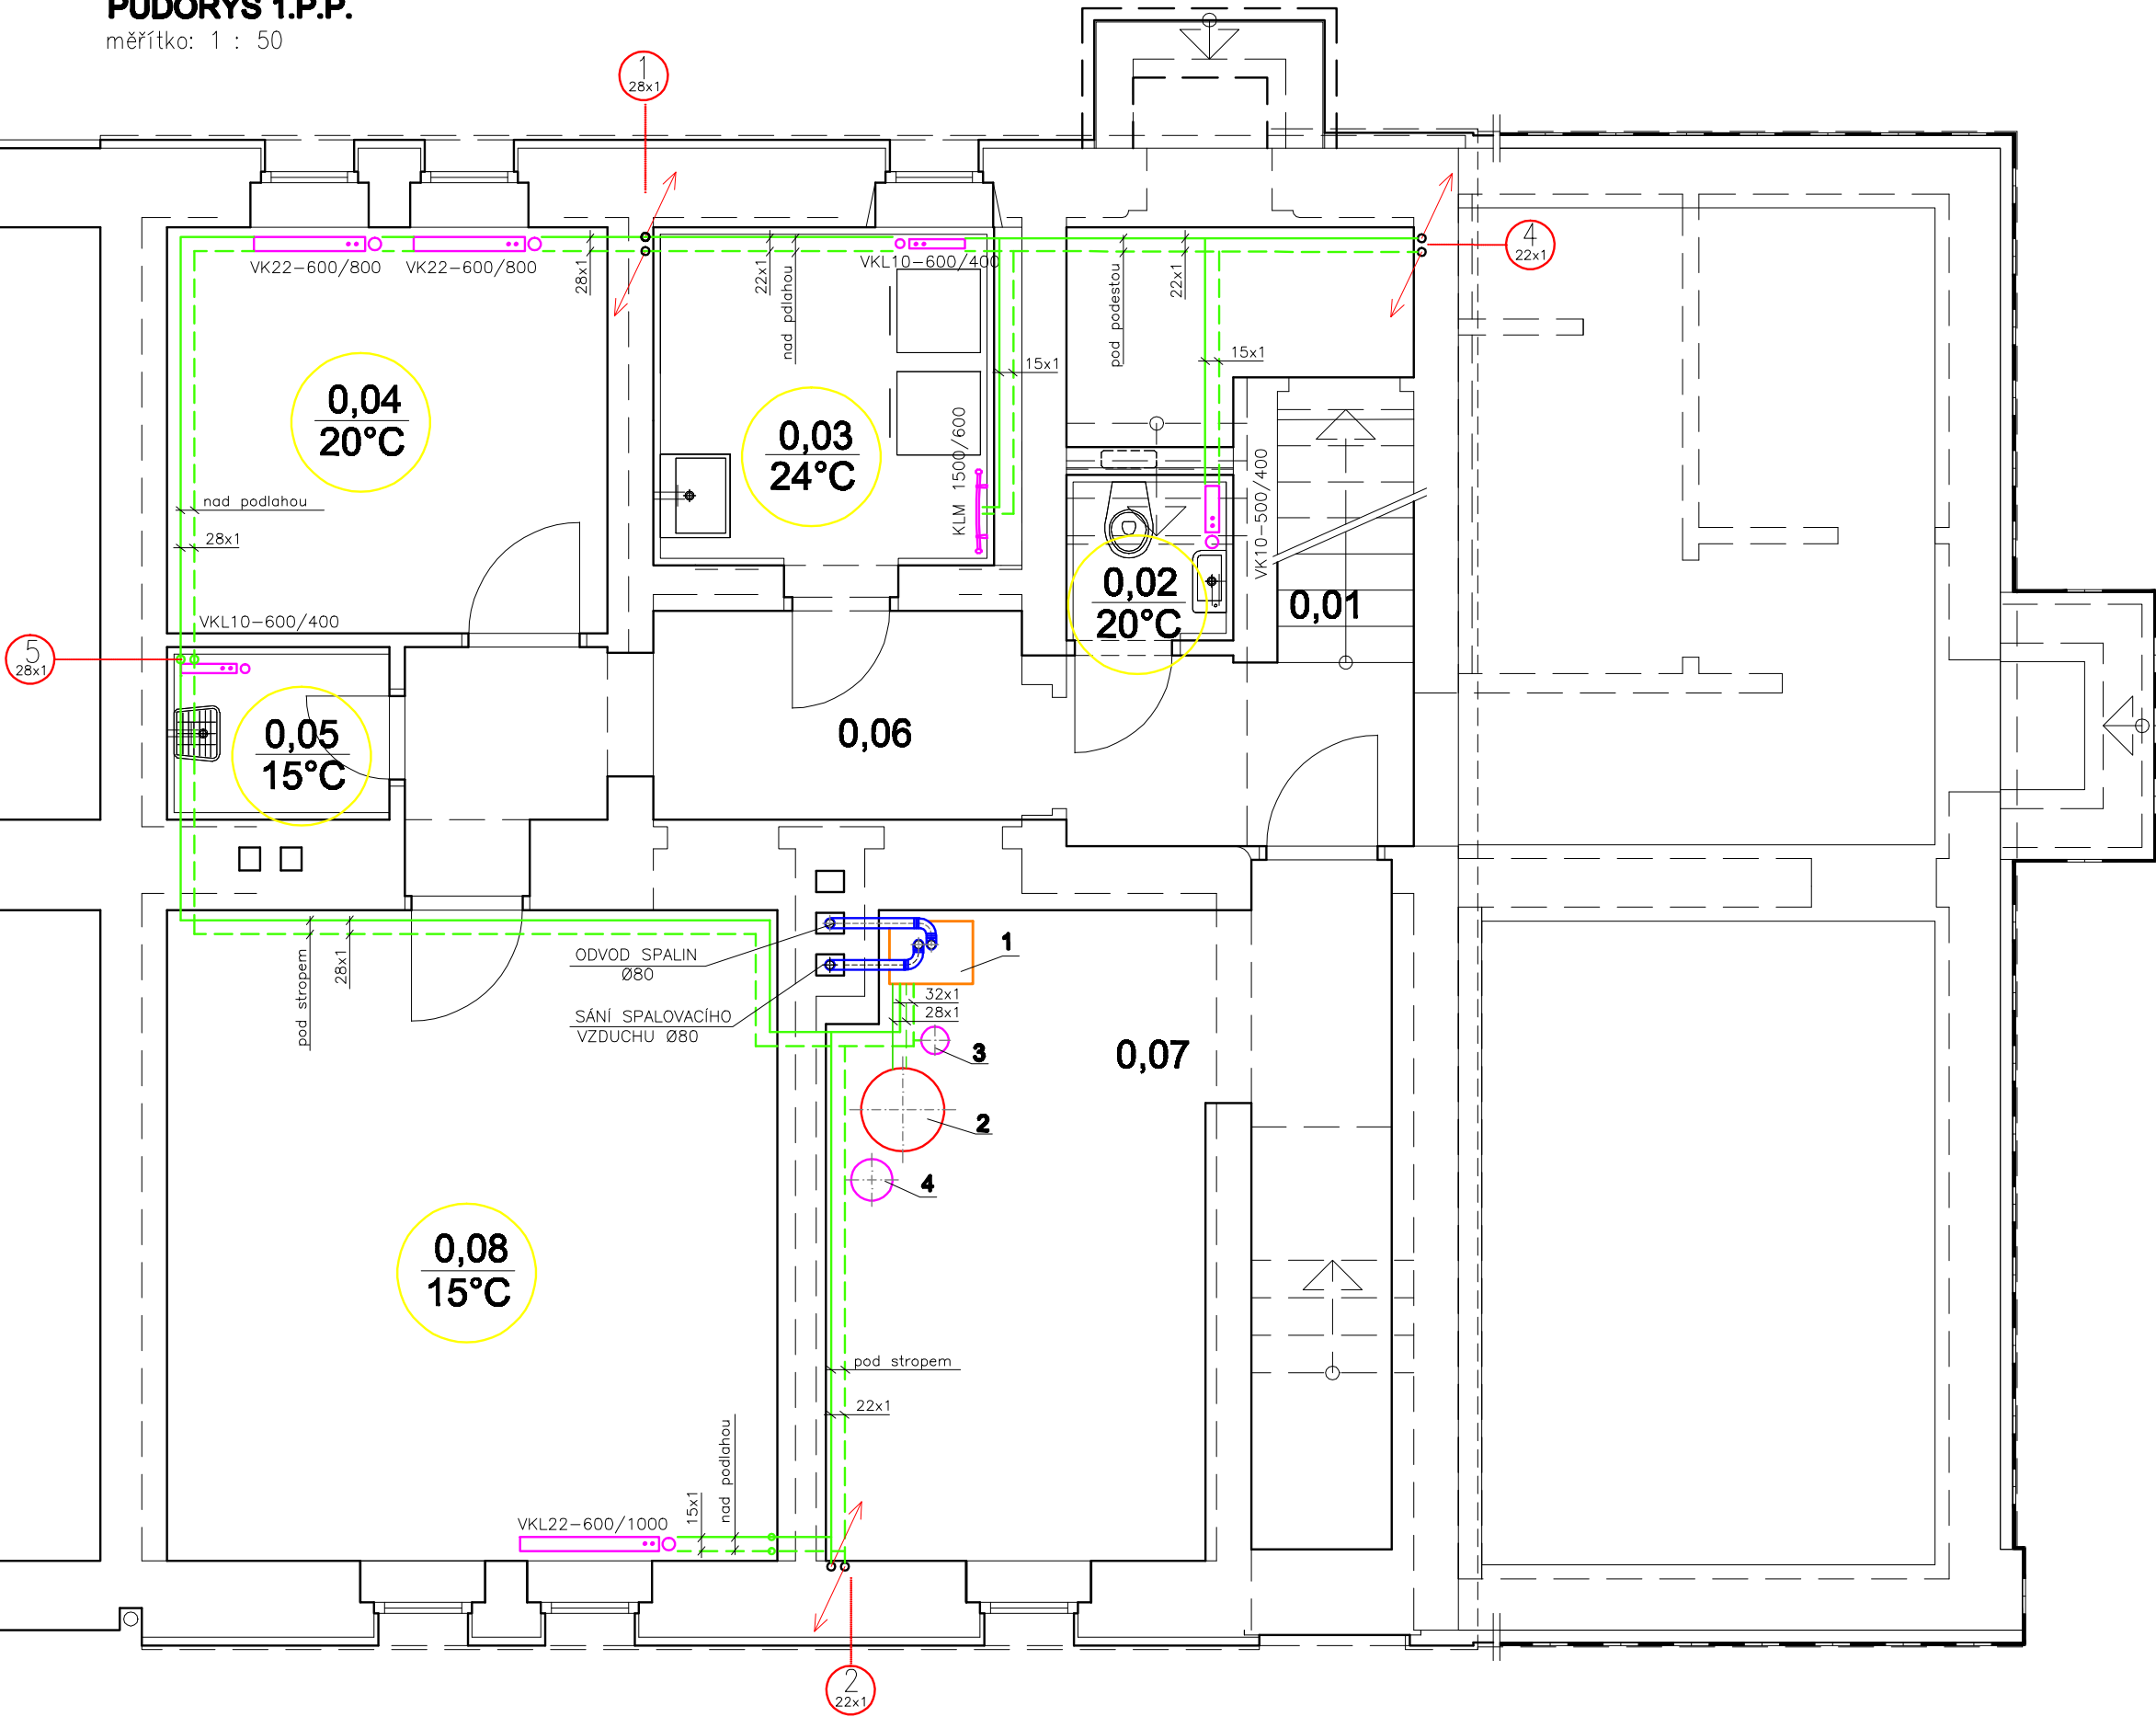 PŮDORYS 1.P.P.
měřítko: 1 : 50
1
28x1
4
22x1
VK22-600/800
VK22-600/800
28x1
22x1
nad pdlahou
VKL10-600/400
pod podestou
22x1
15x1
15x1
0,04
20°C
0,03
24°C
KLM 1500/600
VK10-500/400
nad podlahou
28x1
0,02
20°C
0,01
VKL10-600/400
5
28x1
0,05
15°C
0,06
pod stropem
28x1
ODVOD SPALIN
Ø80
SÁNÍ SPALOVACÍHO
VZDUCHU Ø80
1
32x1
28x1
3
0,07
2
4
0,08
15°C
pod stropem
22x1
nad podlahou
15x1
VKL22-600/1000
2
22x1